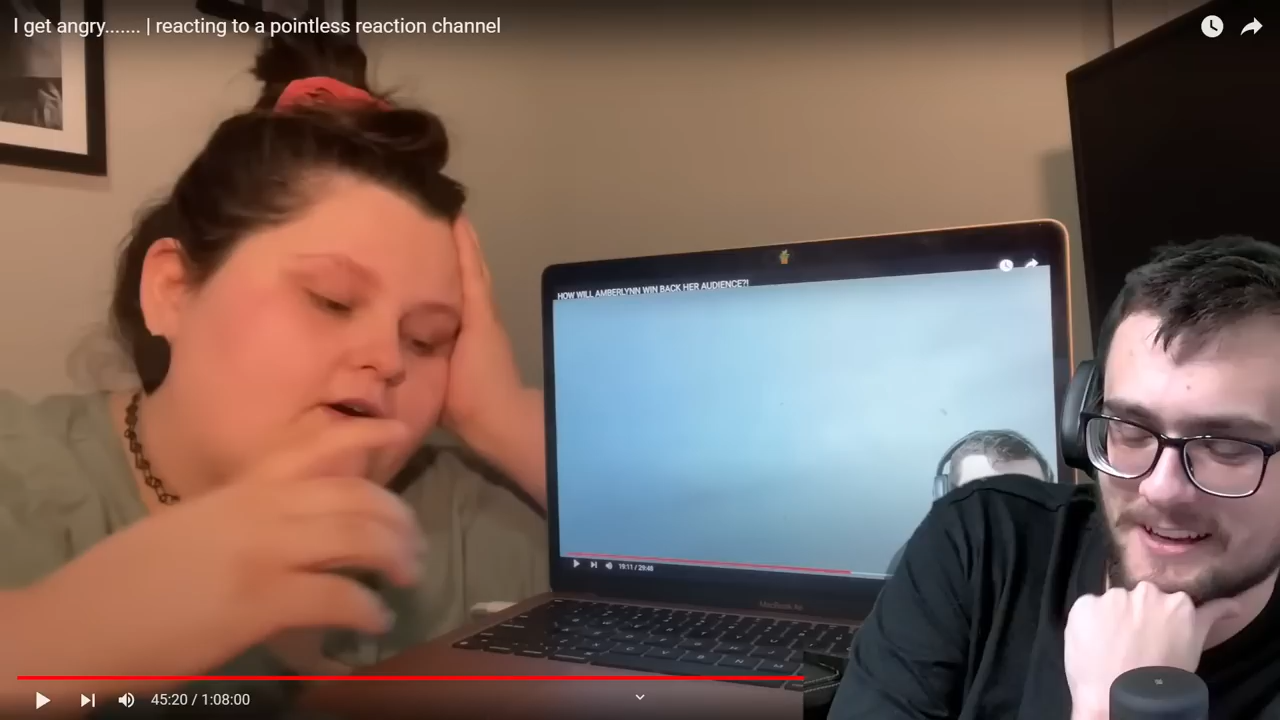 I get angry....... | reacting to a pointless reaction channel
HOW WILL AMBERLYNN WIN BACK HER AUDIENCE?!
19:11 / 29:48
MacBook Air
45:20 / 1:08:00